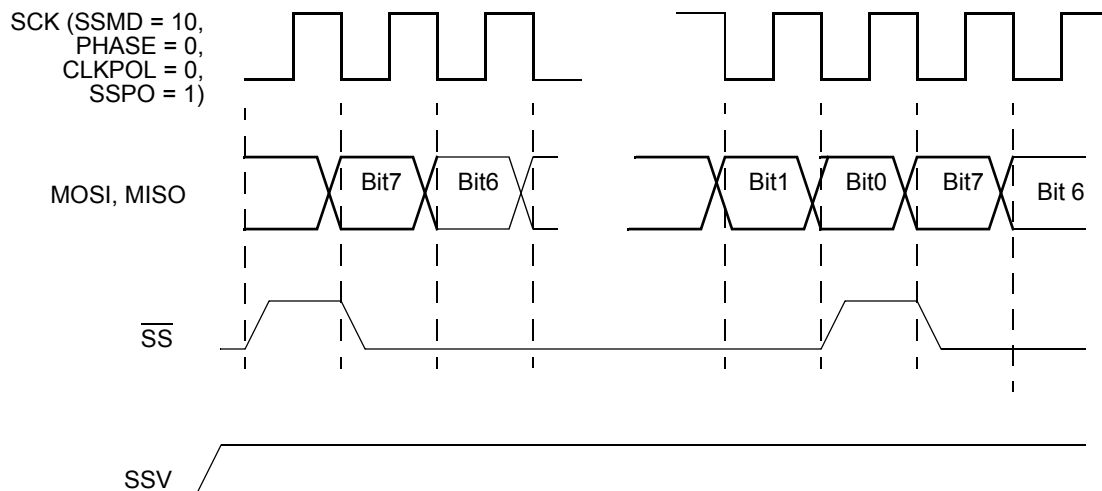 SCK (SSMD = 10,
PHASE = 0,
CLKPOL = 0,
SSPO = 1)
MOSI, MISO
Bit7
Bit6
Bit1
Bit0
Bit7
Bit 6
SS
SSV